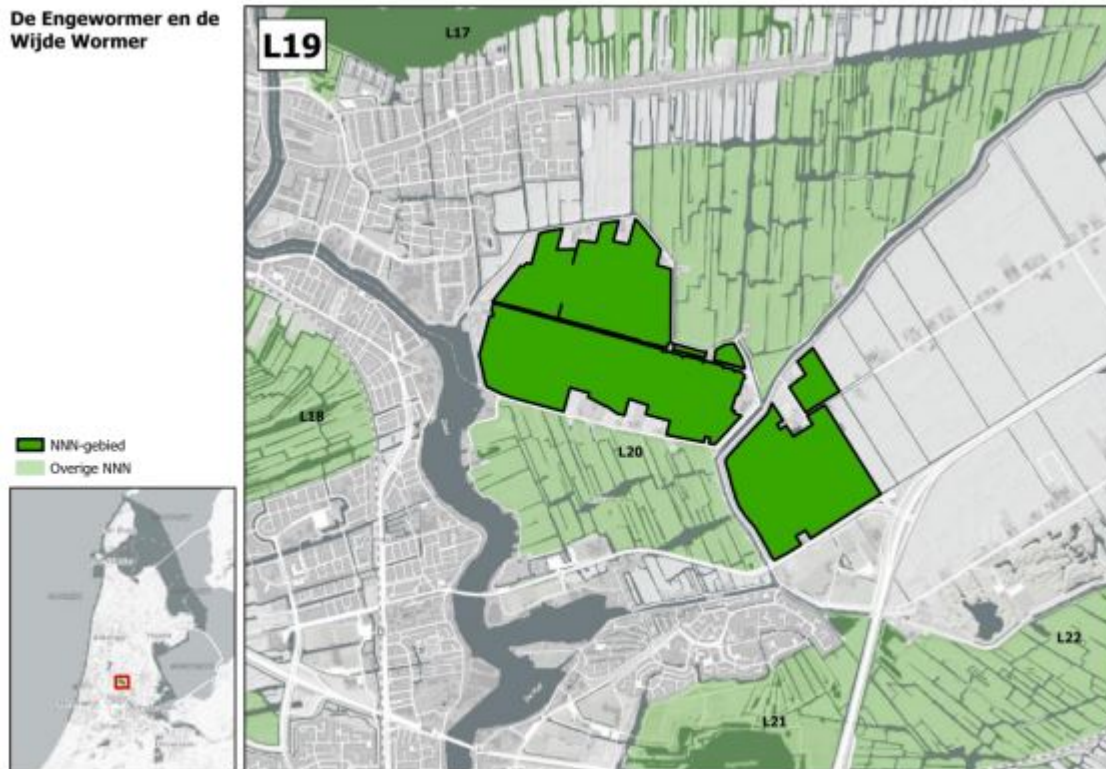 De Engewormer en de
Wijde Wormer
L19
L17
L18
L20
L22
L21
NNN-gebied
Overige NNN